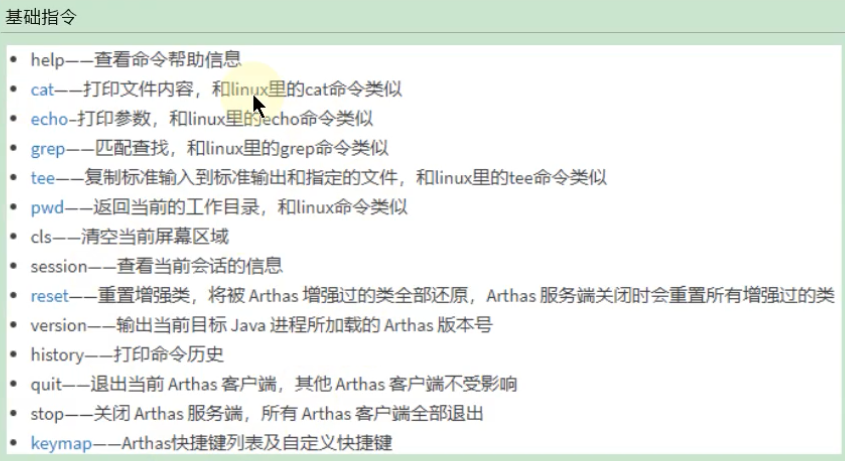 基础指令
help——查看命令帮助信息
cat——打印文件内容，和linux里的cat命令类似
echo–打印参数，和linux里的echo命令类似
grep——匹配查找，和linux里的grep命令类似
tee——复制标准输入到标准输出和指定的文件，和linux里的tee命令类似
pwd——返回当前的工作目录，和linux命令类似
cls——清空当前屏幕区域
session——查看当前会话的信息
reset——重置增强类，将被 Arthas 增强过的类全部还原，Arthas 服务端关闭时会重置所有增强过的类
version——输出当前目标 Java 进程所加载的 Arthas 版本号
history——打印命令历史
quit——退出当前 Arthas 客户端，其他 Arthas 客户端不受影响
stop——关闭 Arthas 服务端，所有 Arthas 客户端全部退出
keymap——Arthas快捷键列表及自定义快捷键